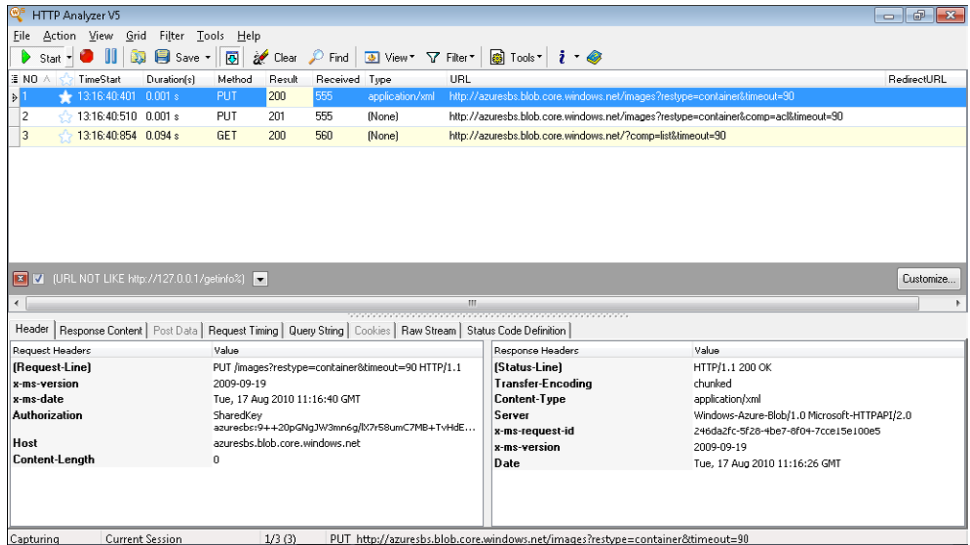 HTTP Analyzer V5
File Action View Grid Filter Tools Help
Start Save Clear Find View Filter Tools
NO TimeStart Duration(s) Method Result Received Type URL RedirectURL
1 13:16:40:401 0.001 s PUT 200 555 application/xml http://azuresbs.blob.core.windows.net/images?restype=container&timeout=90
2 13:16:40:510 0.001 s PUT 201 555 (None) http://azuresbs.blob.core.windows.net/images?restype=container&comp=acl&timeout=90
3 13:16:40:854 0.094 s GET 200 560 (None) http://azuresbs.blob.core.windows.net/?comp=list&timeout=90
(URL NOT LIKE http://127.0.0.1/getinfo%) Customize...
Header Response Content Post Data Request Timing Query String Cookies Raw Stream Status Code Definition
Request Headers Value Response Headers Value
(Request-Line) PUT /images?restype=container&timeout=90 HTTP/1.1 (Status-Line) HTTP/1.1 200 OK
x-ms-version 2009-09-19 Transfer-Encoding chunked
x-ms-date Tue, 17 Aug 2010 11:16:40 GMT Content-Type application/xml
Authorization SharedKey Server Windows-Azure-Blob/1.0 Microsoft-HTTPAPI/2.0
azuresbs:9++20pGNgJW3mn6g/lX7r58umC7MB+TvHdE... x-ms-request-id 246da2fc-5f28-4be7-8f04-7cce15e100e5
Host azuresbs.blob.core.windows.net x-ms-version 2009-09-19
Content-Length 0 Date Tue, 17 Aug 2010 11:16:26 GMT
Capturing Current Session 1/3 (3) PUT http://azuresbs.blob.core.windows.net/images?restype=container&timeout=90